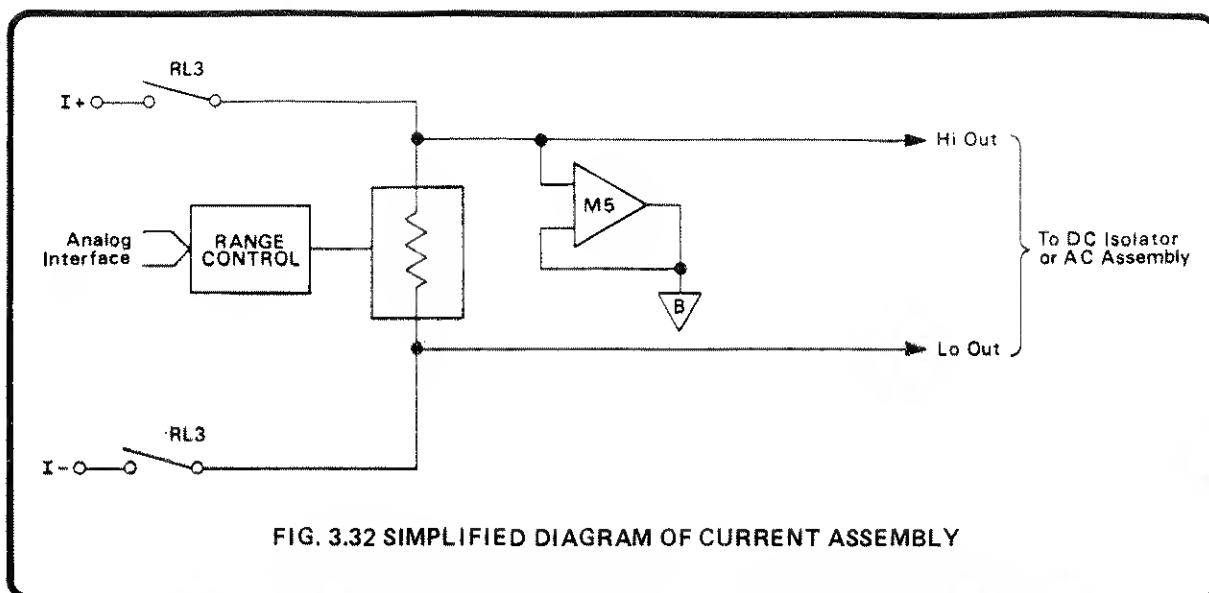 RL3
I+
Hi Out
M5
Analog
Interface
RANGE
CONTROL
To DC Isolator
or AC Assembly
B
Lo Out
RL3
I-
FIG. 3.32 SIMPLIFIED DIAGRAM OF CURRENT ASSEMBLY